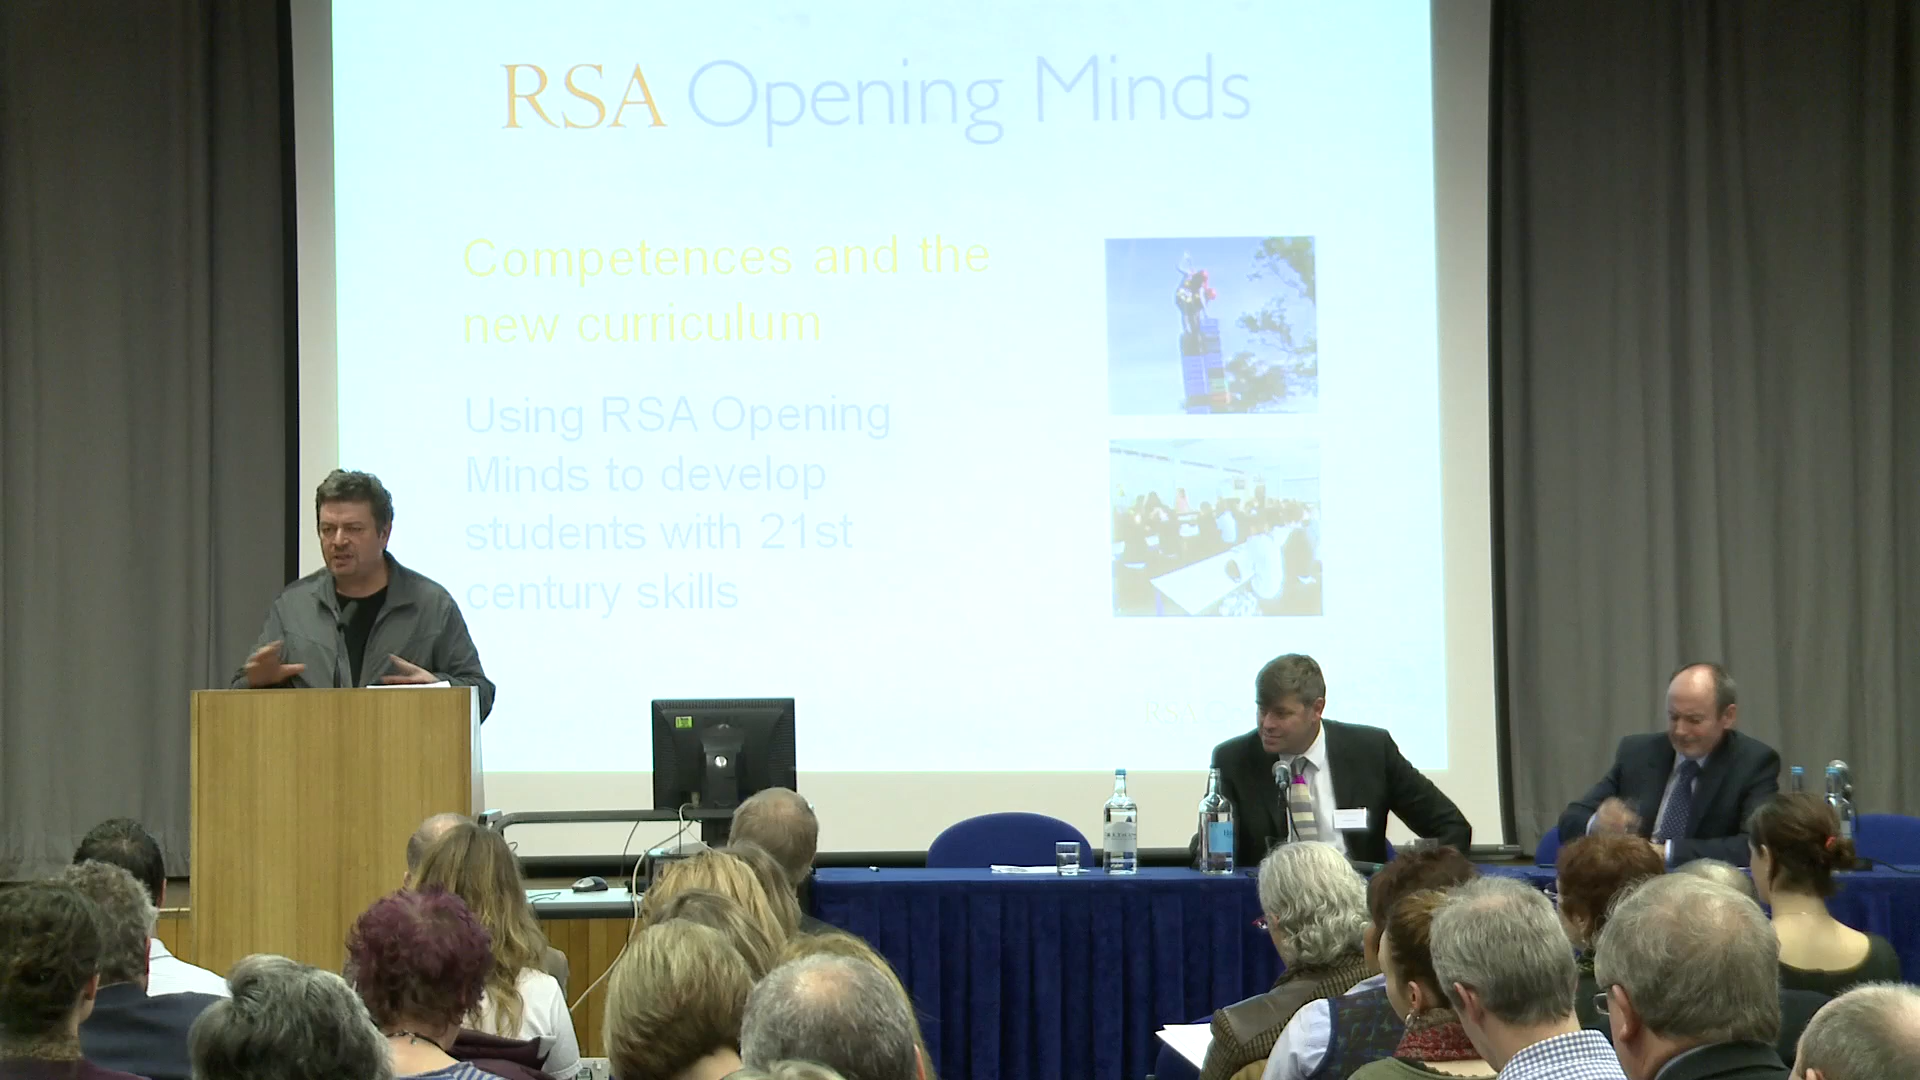 RSA Opening Minds
Competences and the
new curriculum
Using RSA Opening
Minds to develop
students with 21st
century skills
RSA